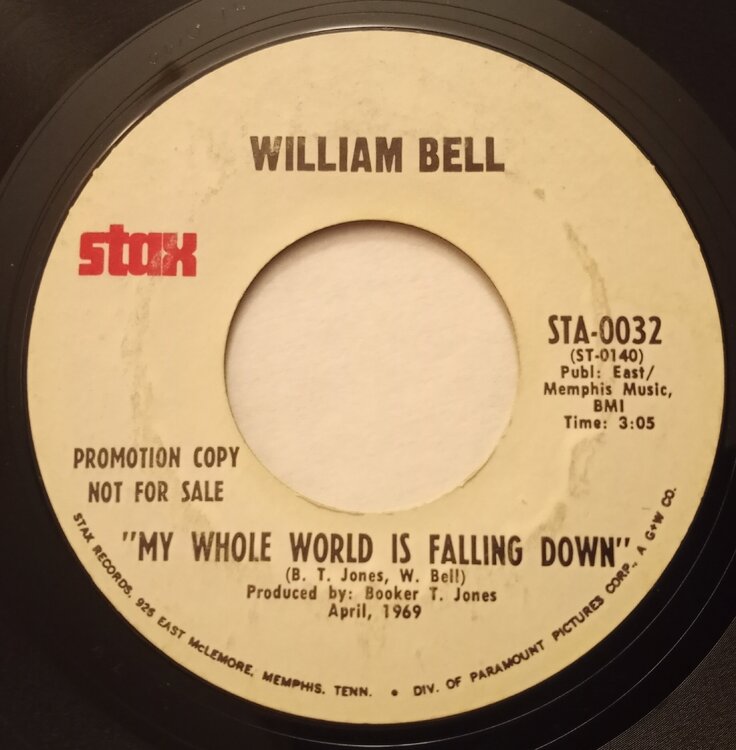 WILLIAM BELL
stax
STA-0032
(ST-0140)
Publ: East/
Memphis Music,
BMI
Time: 3:05
PROMOTION COPY
NOT FOR SALE
"MY WHOLE WORLD IS FALLING DOWN"
(B. T. Jones, W. Bell)
Produced by: Booker T. Jones
April, 1969
STAX RECORDS, 926 EAST McLEMORE, MEMPHIS, TENN. • DIV. OF PARAMOUNT PICTURES CORP., A G+W CO.